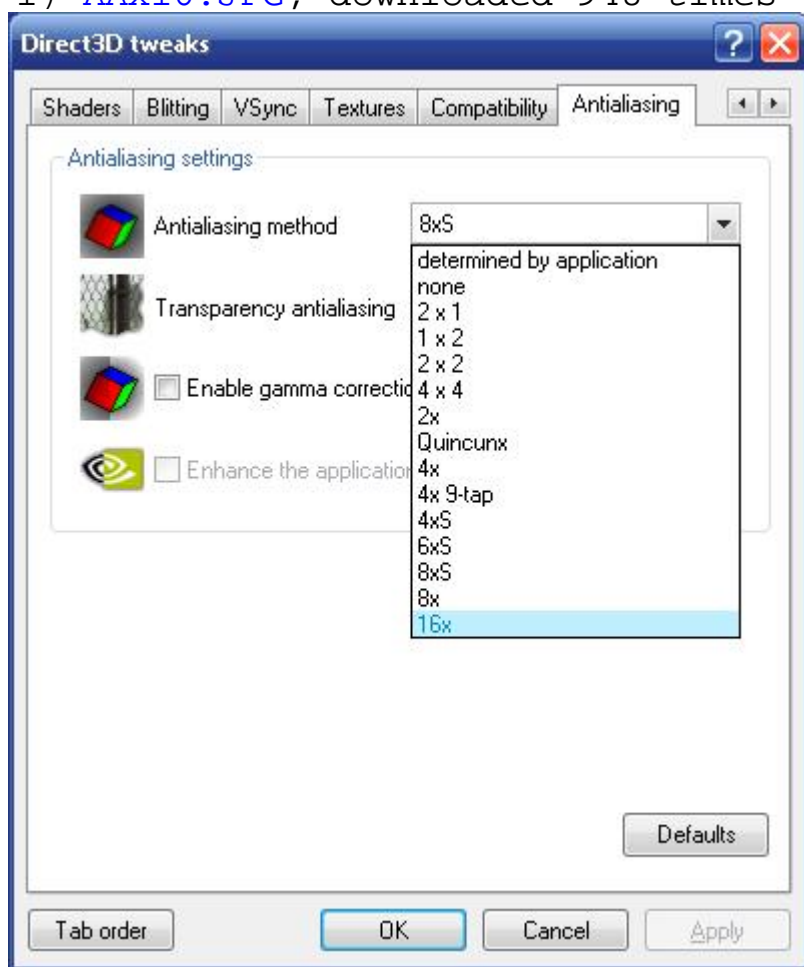 Direct3D tweaks
Shaders Blitting VSync Textures Compatibility Antialiasing
Antialiasing settings
Antialiasing method 8xS
determined by application
none
Transparency antialiasing 2 x 1
1 x 2
2 x 2
Enable gamma correctio 4 x 4
2x
Quincunx
Enhance the application 4x
4x 9-tap
4xS
6xS
8xS
8x
16x
Defaults
Tab order OK Cancel Apply